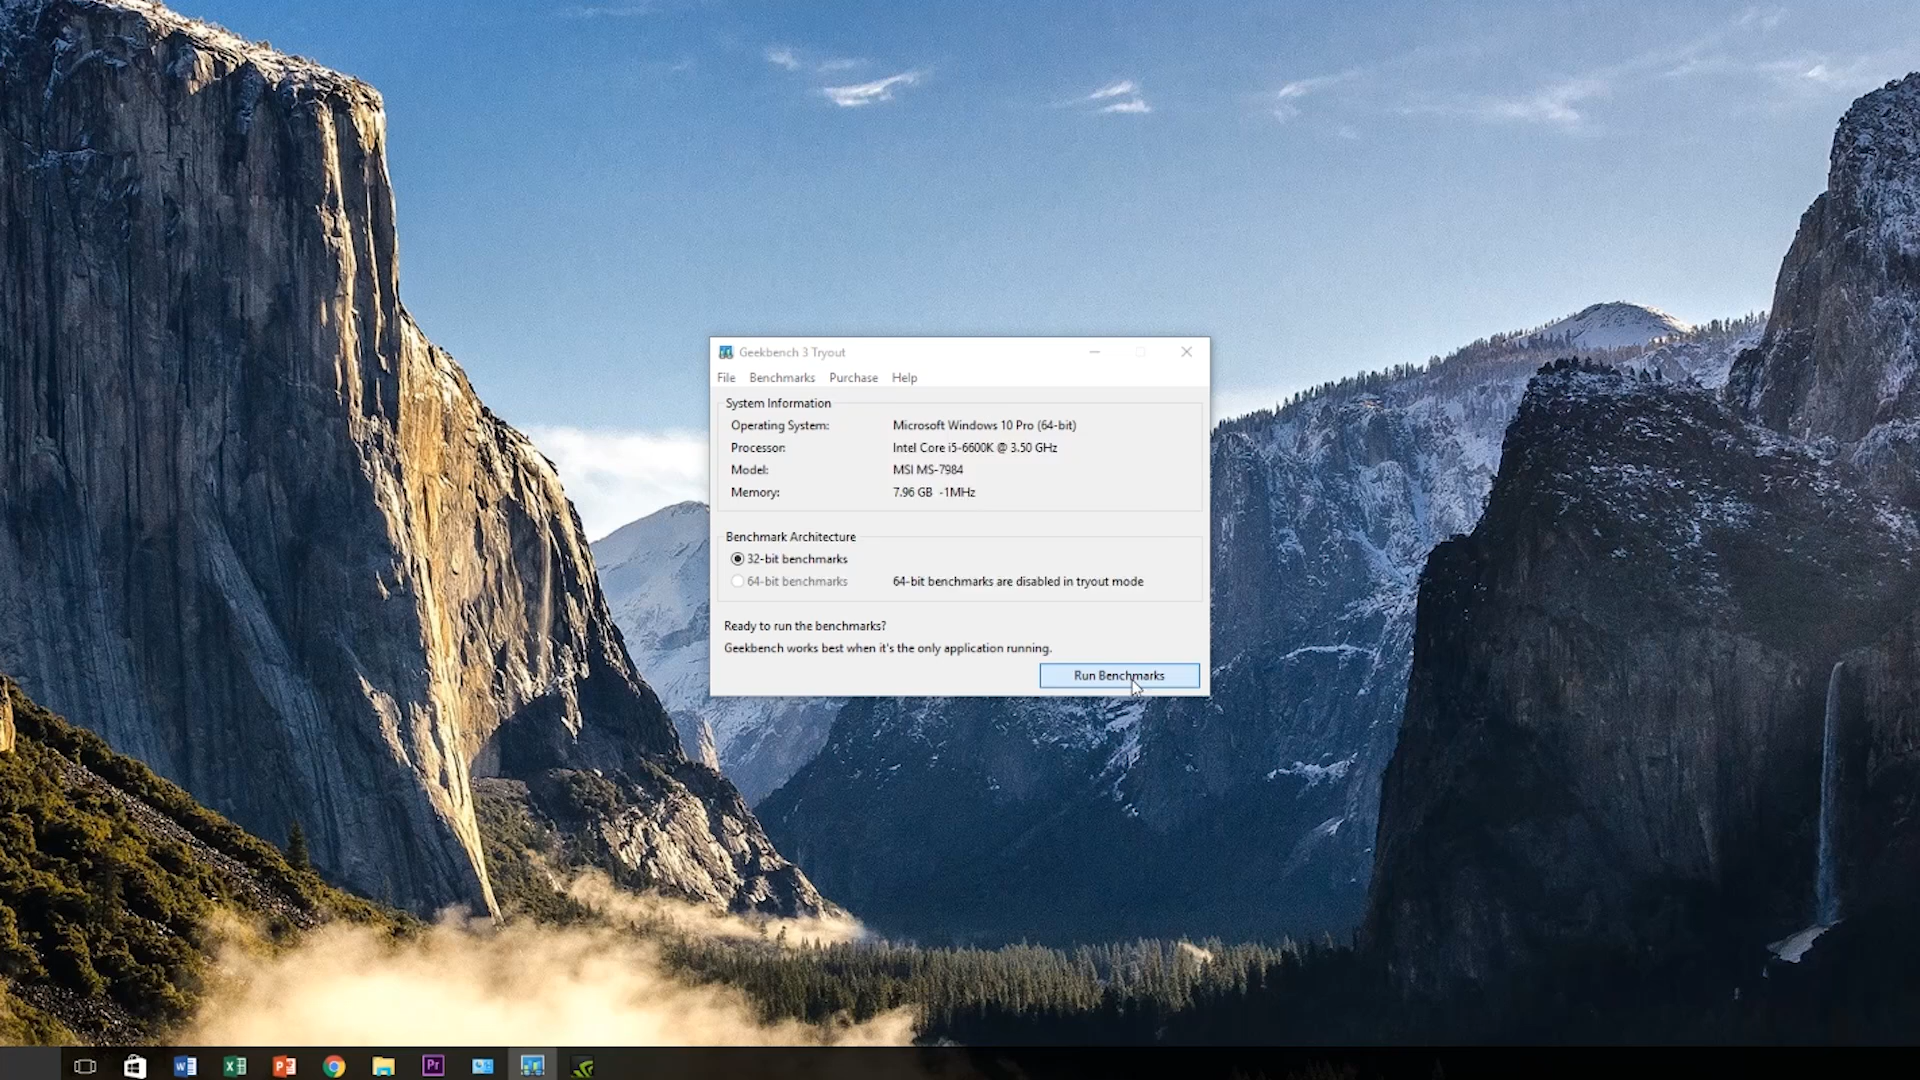 Geekbench 3 Tryout
File Benchmarks Purchase Help
System Information
Operating System: Microsoft Windows 10 Pro (64-bit)
Processor: Intel Core i5-6600K @ 3.50 GHz
Model: MSI MS-7984
Memory: 7.96 GB -1MHz
Benchmark Architecture
32-bit benchmarks
64-bit benchmarks 64-bit benchmarks are disabled in tryout mode
Ready to run the benchmarks?
Geekbench works best when it's the only application running.
Run Benchmarks
W X P Pr